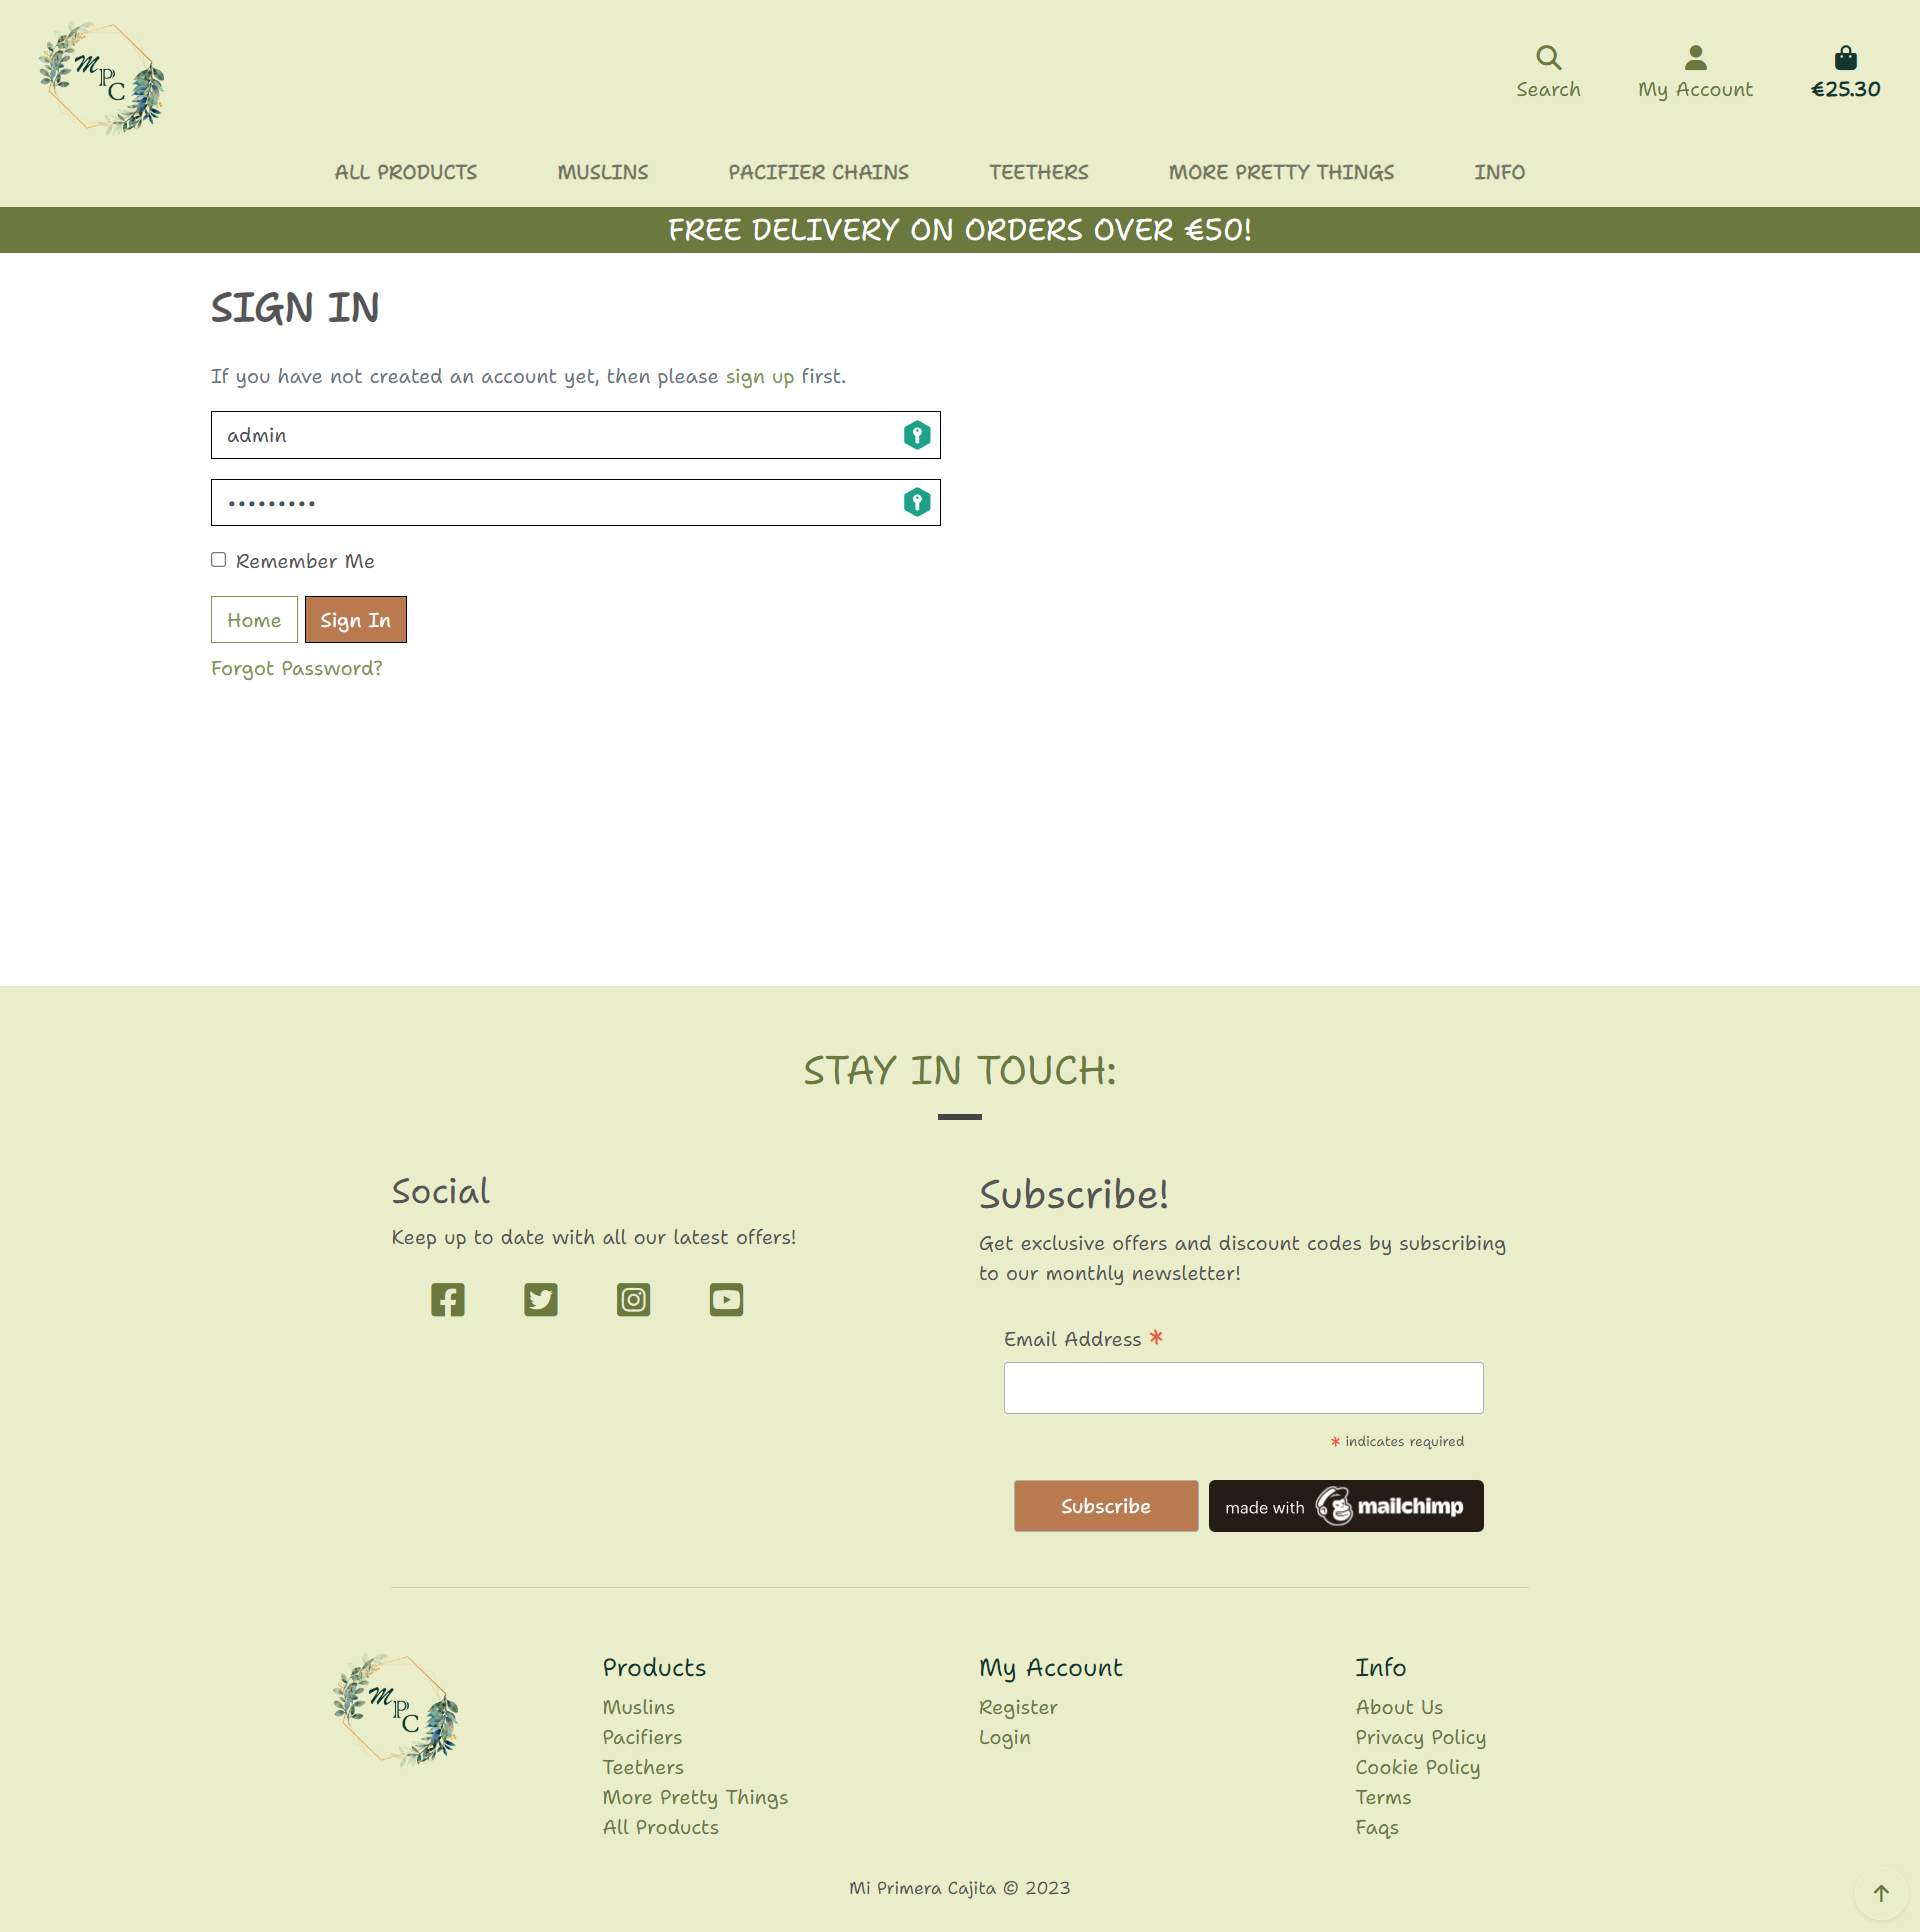 M
P
C
Search
My Account
€25.30
ALL PRODUCTS
MUSLINS
PACIFIER CHAINS
TEETHERS
MORE PRETTY THINGS
INFO
FREE DELIVERY ON ORDERS OVER €50!
SIGN IN
If you have not created an account yet, then please sign up first.
admin
•••••••••
Remember Me
Home
Sign In
Forgot Password?
STAY IN TOUCH:
Social
Keep up to date with all our latest offers!
Subscribe!
Get exclusive offers and discount codes by subscribing
to our monthly newsletter!
Email Address *
* indicates required
Subscribe
made with mailchimp
M
P
C
Products
Muslins
Pacifiers
Teethers
More Pretty Things
All Products
My Account
Register
Login
Info
About Us
Privacy Policy
Cookie Policy
Terms
Faqs
Mi Primera Cajita © 2023